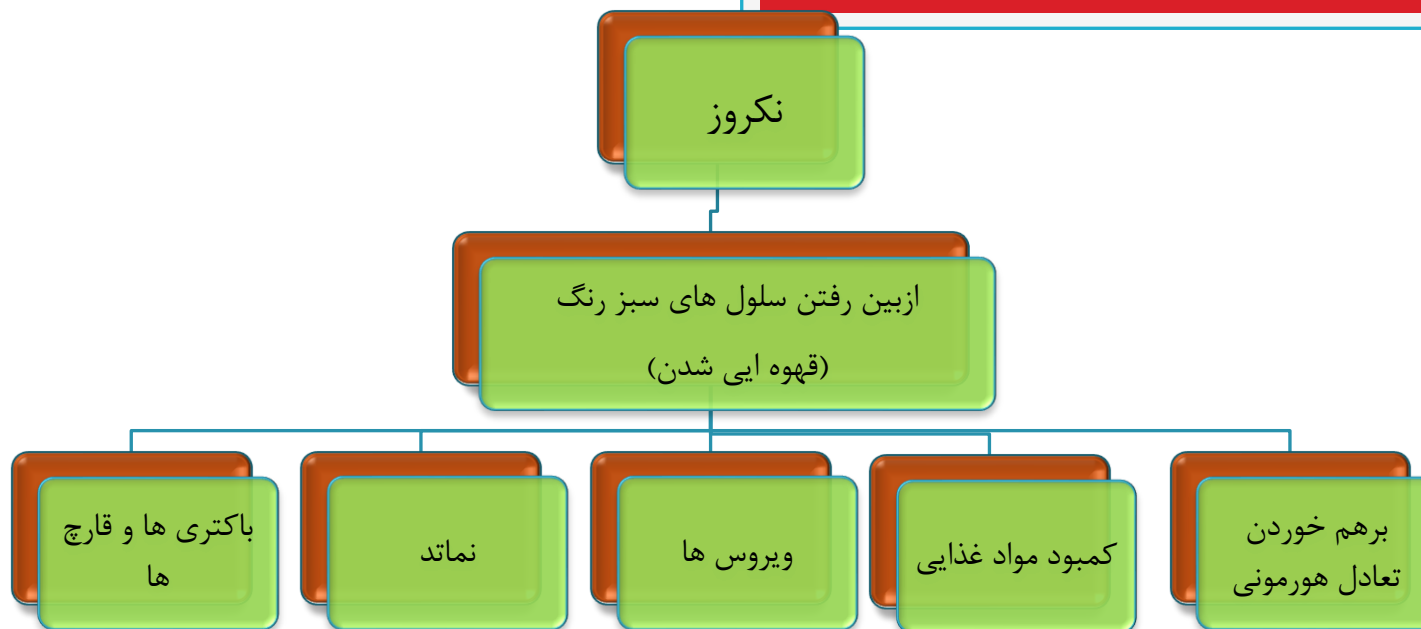 نکروز
ازبین رفتن سلول های سبز رنگ
(قهوه ایی شدن)
برهم خوردن
تعادل هورمونی
کمبود مواد غذایی
ویروس ها
نماتد
باکتری ها و قارچ
ها